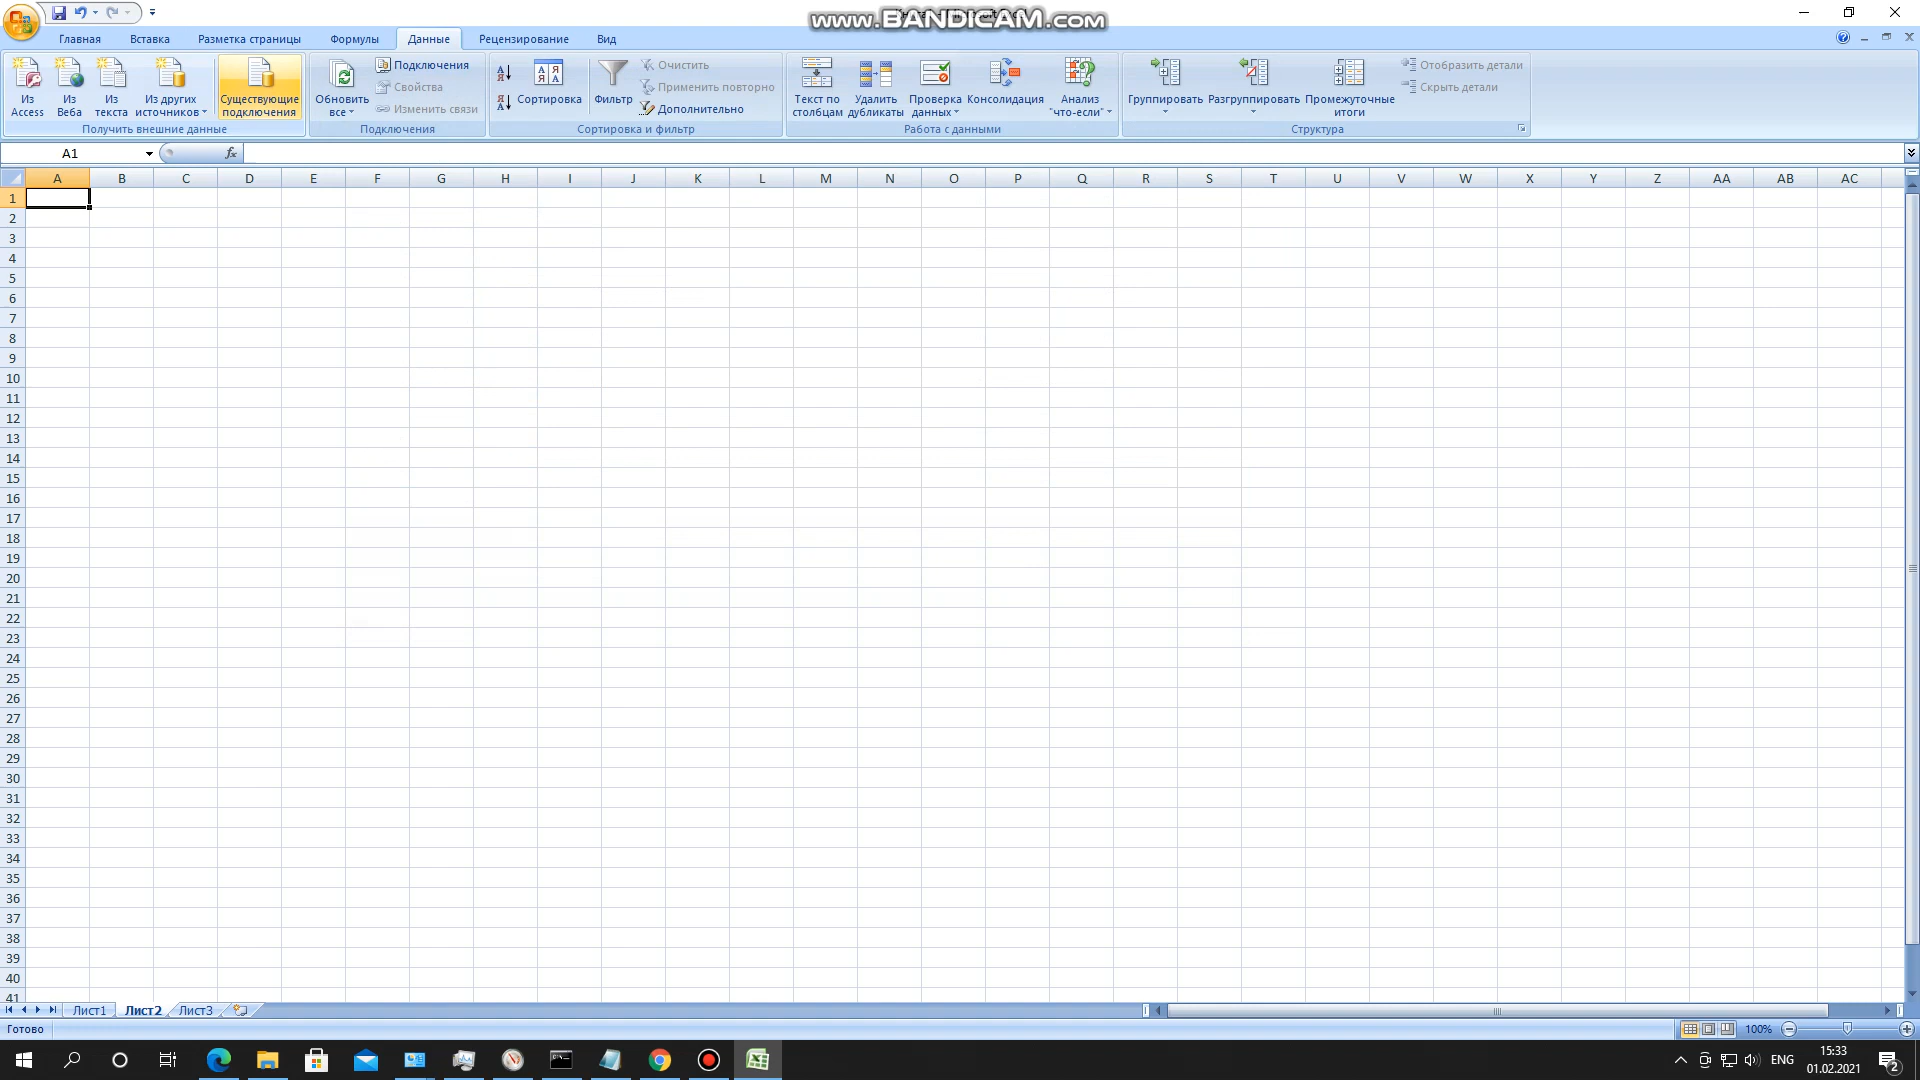 www.BANDICAM.com
Главная Вставка Разметка страницы Формулы Данные Рецензирование Вид
Из Access
Из Веба
Из текста
Из других источников
Существующие подключения
Получить внешние данные
Обновить все
Подключения
Свойства
Изменить связи
Подключения
Сортировка
Фильтр
Очистить
Применить повторно
Дополнительно
Сортировка и фильтр
Текст по столбцам
Удалить дубликаты
Проверка данных
Консолидация
Анализ "что-если"
Работа с данными
Группировать
Разгруппировать
Промежуточные итоги
Отобразить детали
Скрыть детали
Структура
A1 fx
A B C D E F G H I J K L M N O P Q R S T U V W X Y Z AA AB AC
1
2
3
4
5
6
7
8
9
10
11
12
13
14
15
16
17
18
19
20
21
22
23
24
25
26
27
28
29
30
31
32
33
34
35
36
37
38
39
40
41
Лист1 Лист2 Лист3
Готово 100%
ENG 15:33
01.02.2021 2